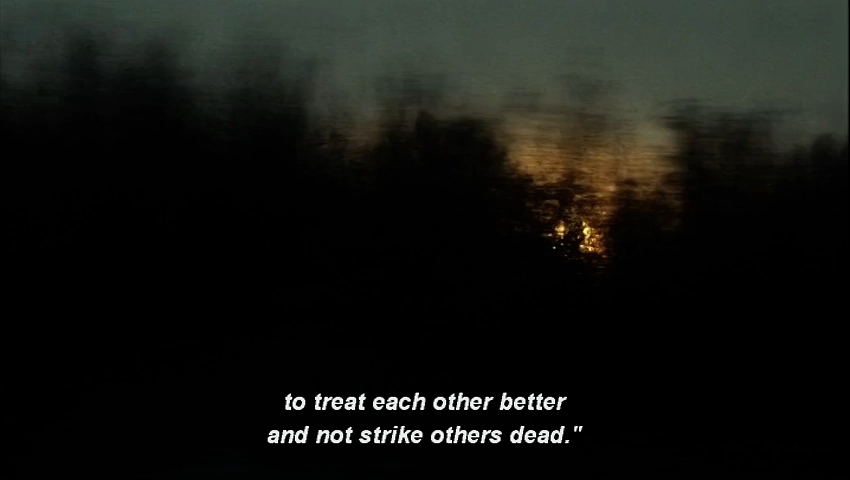 to treat each other better
and not strike others dead."